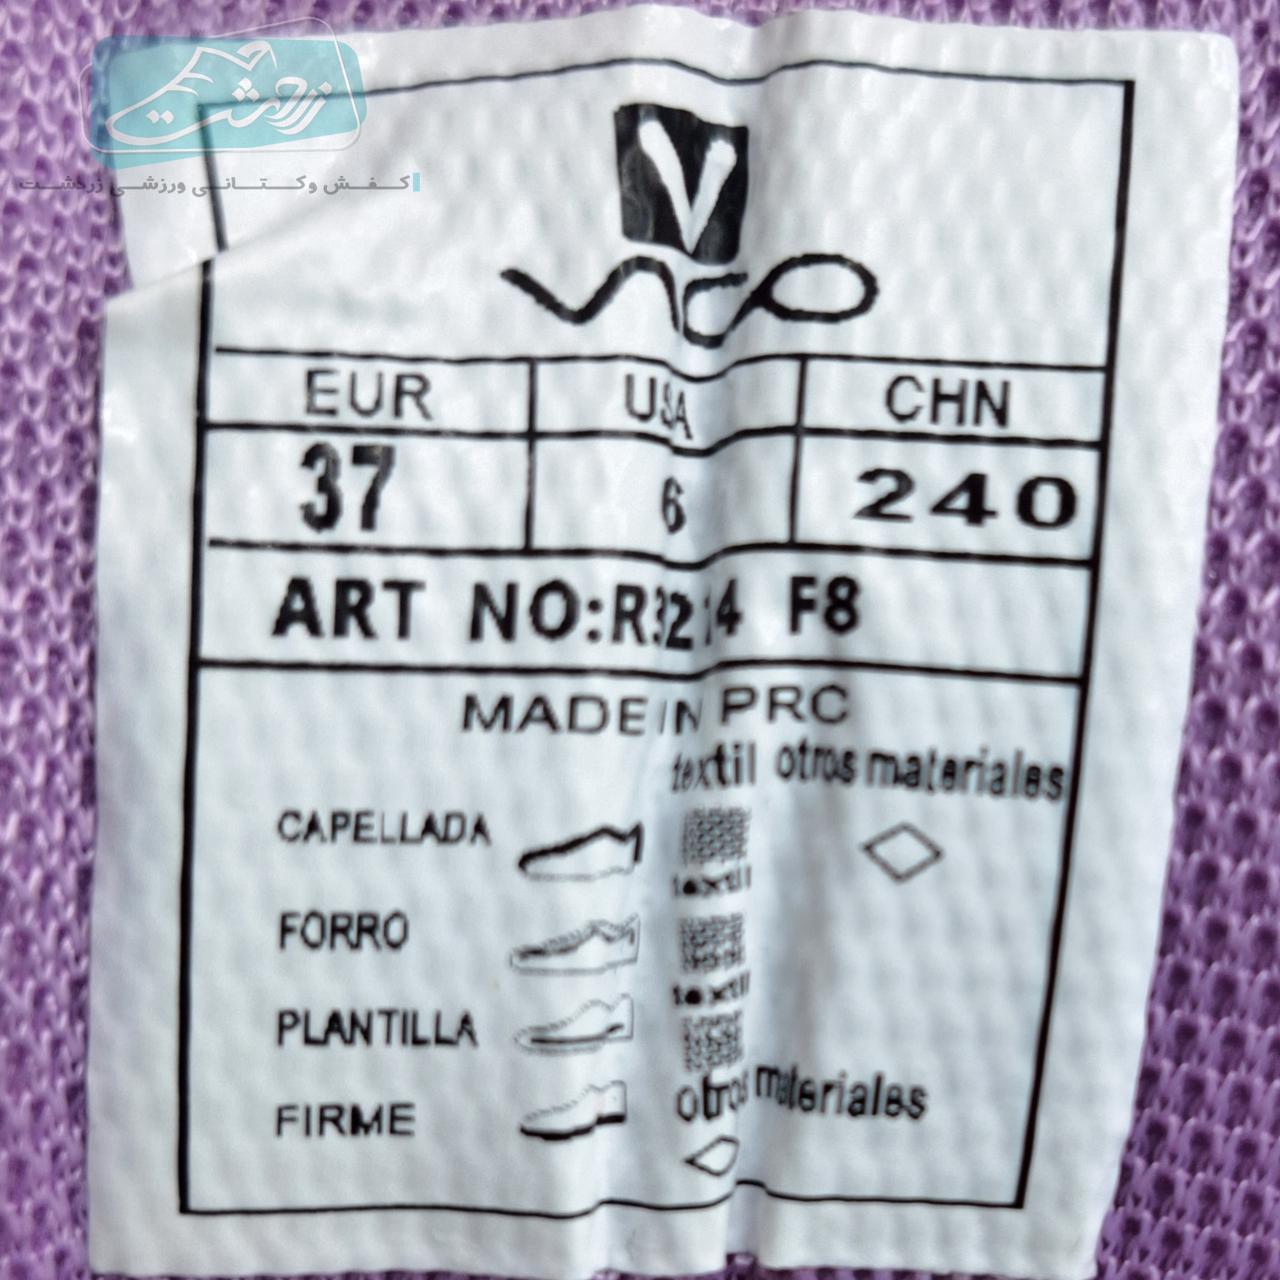 زردشت
کفش و کتانی ورزشی زردشت
V
vico
EUR USA CHN
37 6 240
ART NO:R3214 F8
MADE IN PRC
textil otros materiales
CAPELLADA
textil
FORRO
textil
PLANTILLA
otros materiales
FIRME